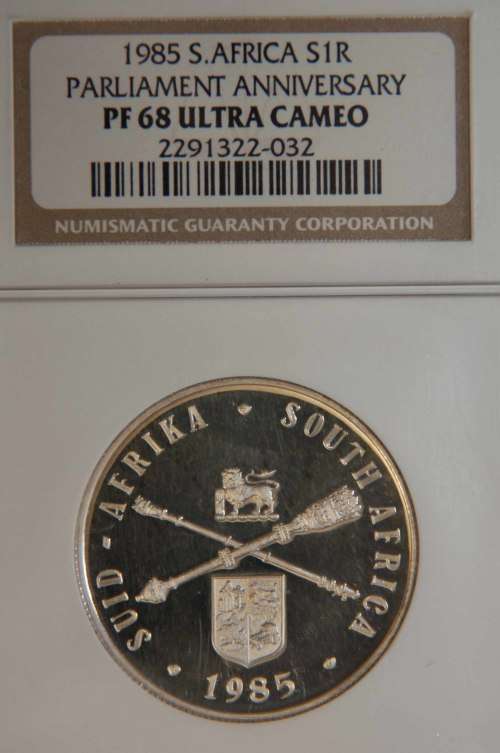 1985 S.AFRICA S1R
PARLIAMENT ANNIVERSARY
PF 68 ULTRA CAMEO
2291322-032
NUMISMATIC GUARANTY CORPORATION
SUID - AFRIKA • SOUTH AFRICA
• 1985 •